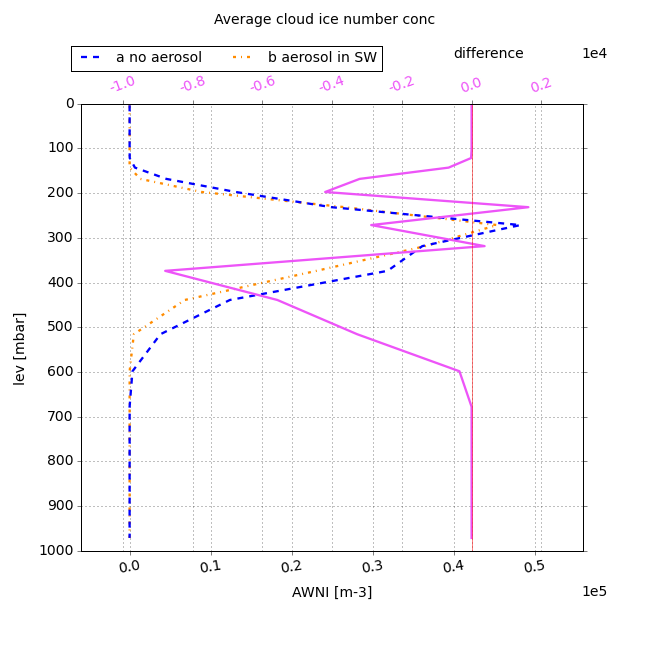 Average cloud ice number conc
a no aerosol b aerosol in SW difference 1e4
-1.0 -0.8 -0.6 -0.4 -0.2 0.0 0.2
0
100
200
300
400
500
600
700
800
900
1000
lev [mbar]
0.0 0.1 0.2 0.3 0.4 0.5
AWNI [m-3] 1e5